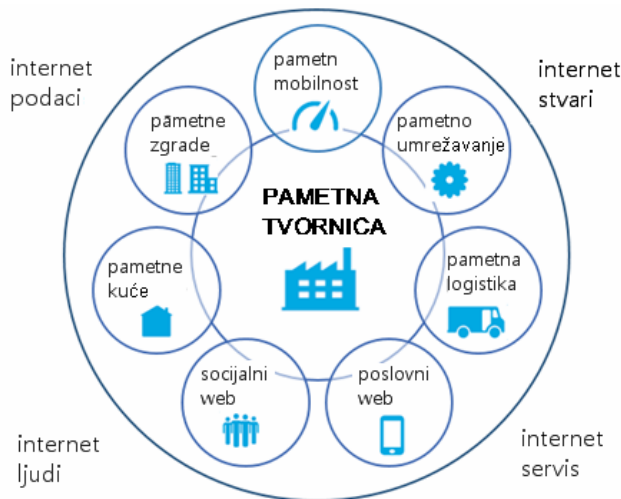 internet
podaci
pametn
mobilnost
internet
stvari
pametne
zgrade
pametno
umrežavanje
PAMETNA
TVORNICA
pametne
kuće
pametna
logistika
socijalni
web
poslovni
web
internet
ljudi
internet
servis